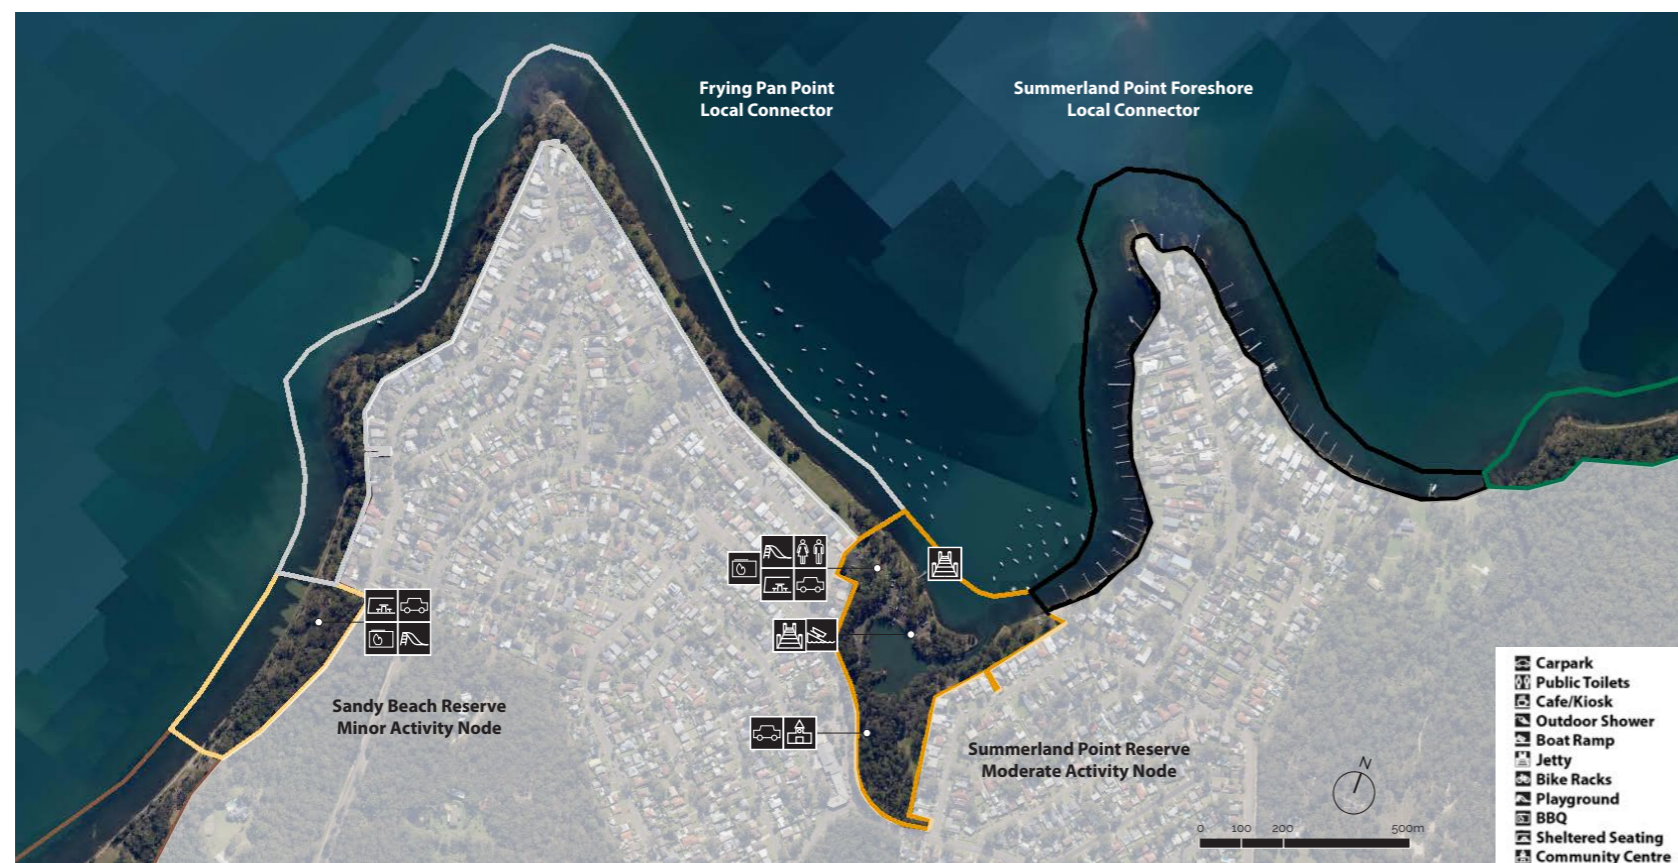 Frying Pan Point
Local Connector
Summerland Point Foreshore
Local Connector
Sandy Beach Reserve
Minor Activity Node
Summerland Point Reserve
Moderate Activity Node
N
0 100 200 500m
Carpark
Public Toilets
Cafe/Kiosk
Outdoor Shower
Boat Ramp
Jetty
Bike Racks
Playground
BBQ
Sheltered Seating
Community Centre